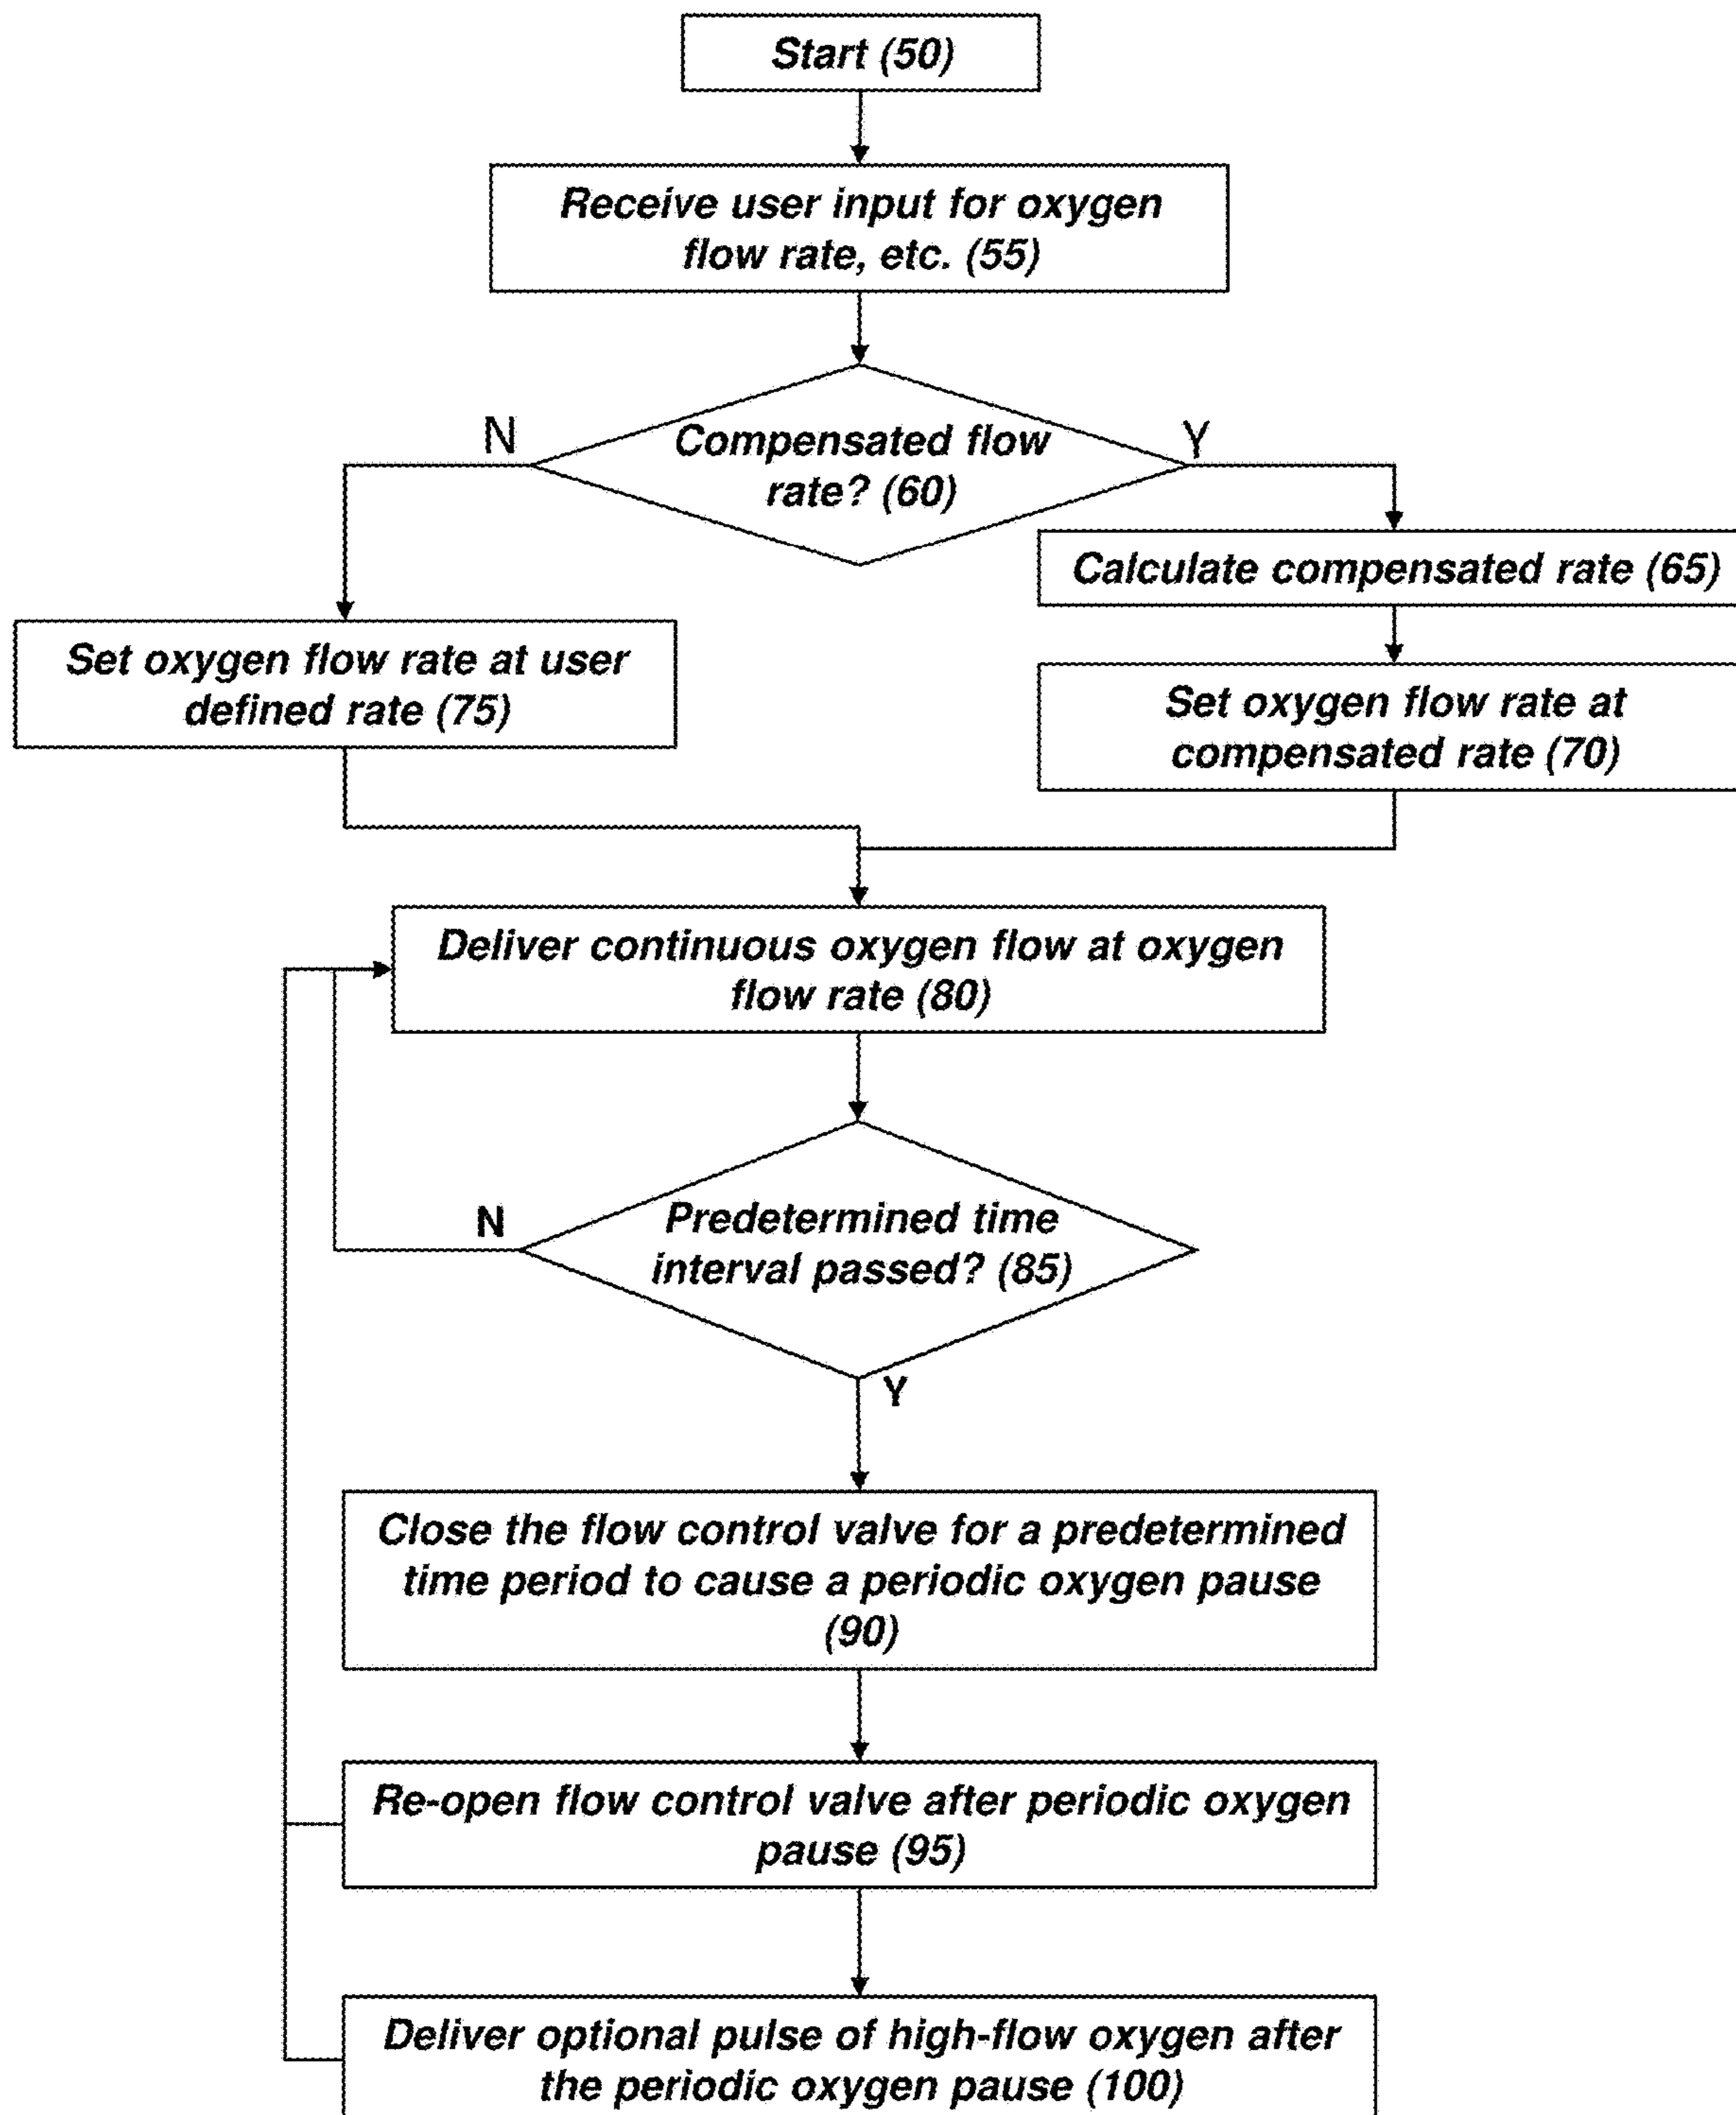 Start (50)
Receive user input for oxygen
flow rate, etc. (55)
N
Compensated flow
rate? (60)
Y
Calculate compensated rate (65)
Set oxygen flow rate at user
defined rate (75)
Set oxygen flow rate at
compensated rate (70)
Deliver continuous oxygen flow at oxygen
flow rate (80)
N
Predetermined time
interval passed? (85)
Y
Close the flow control valve for a predetermined
time period to cause a periodic oxygen pause
(90)
Re-open flow control valve after periodic oxygen
pause (95)
Deliver optional pulse of high-flow oxygen after
the periodic oxygen pause (100)